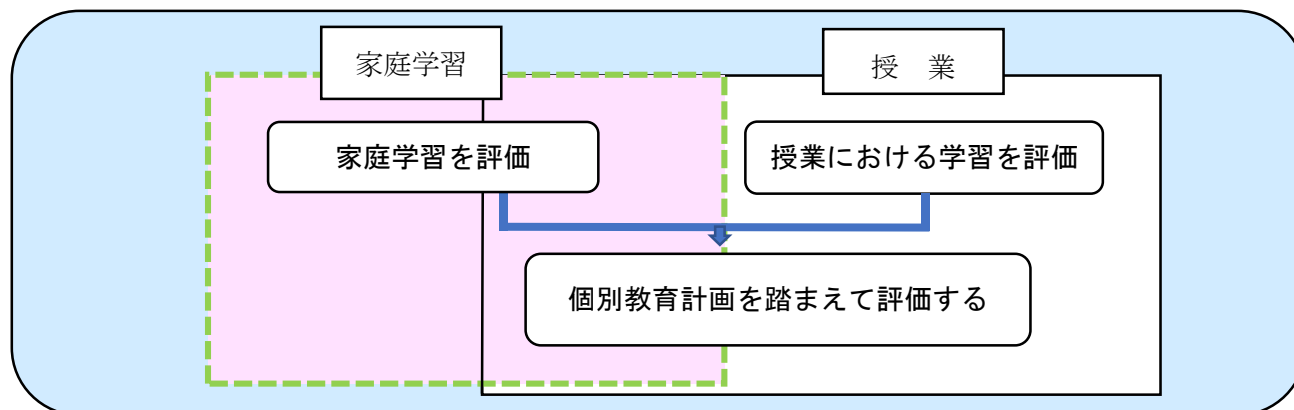 家庭学習
授　業
家庭学習を評価
授業における学習を評価
個別教育計画を踏まえて評価する